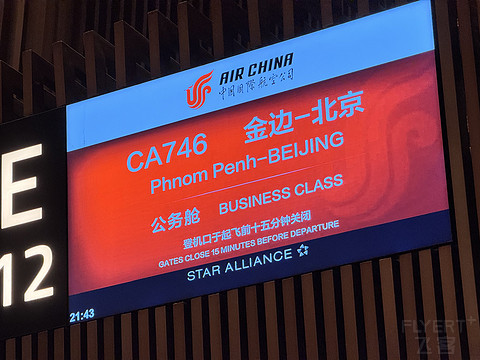 AIR CHINA
中国国际航空公司
CA746 金边-北京
Phnom Penh-BEIJING
公务舱 BUSINESS CLASS
登机口于起飞前十五分钟关闭
GATES CLOSE 15 MINUTES BEFORE DEPARTURE
STAR ALLIANCE
E
12
21:43
FLYERT+
飞客